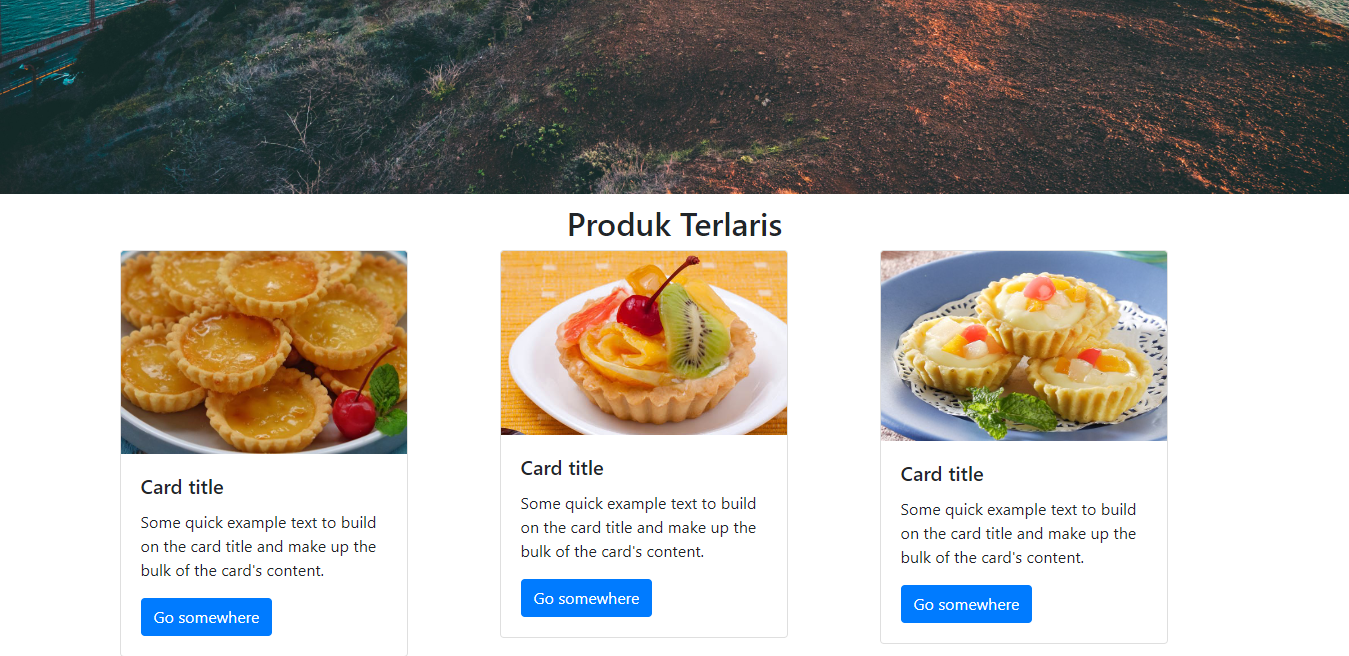 Produk Terlaris
Card title
Some quick example text to build
on the card title and make up the
bulk of the card's content.
Go somewhere
Card title
Some quick example text to build
on the card title and make up the
bulk of the card's content.
Go somewhere
Card title
Some quick example text to build
on the card title and make up the
bulk of the card's content.
Go somewhere